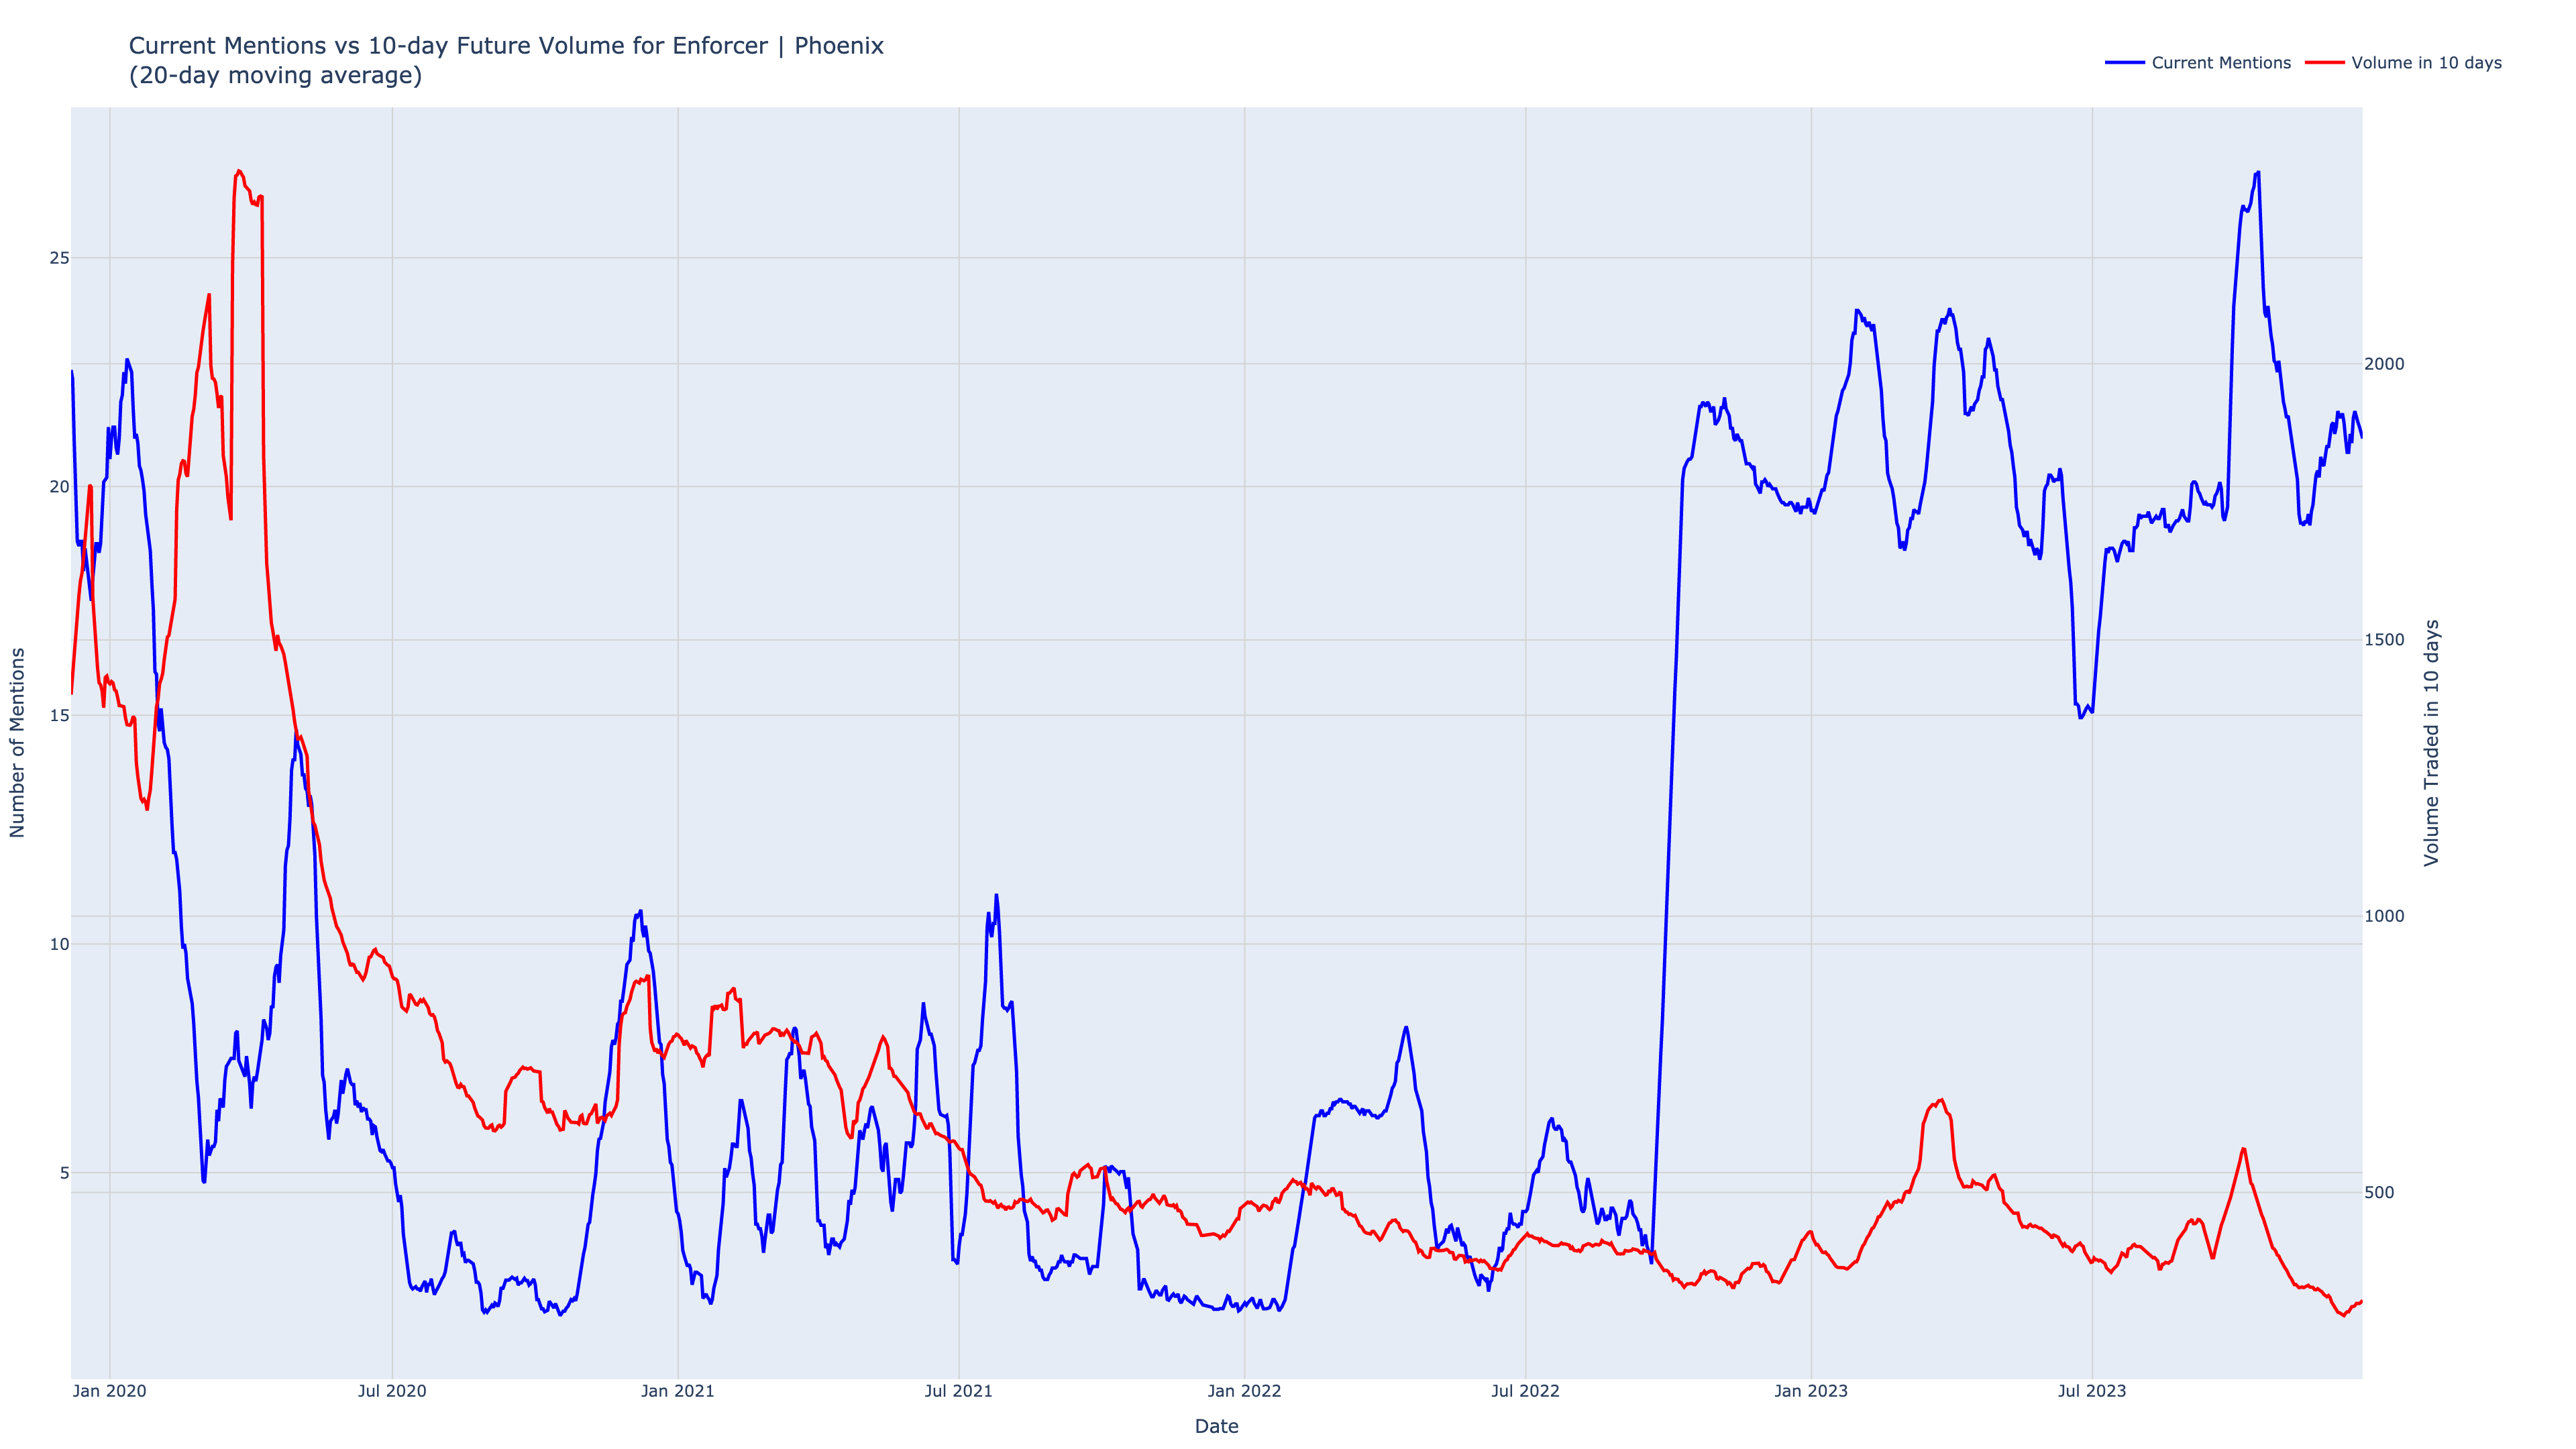 Current Mentions vs 10-day Future Volume for Enforcer | Phoenix
(20-day moving average)
Current Mentions
Volume in 10 days
25
20
15
10
5
Number of Mentions
2000
1500
1000
500
Volume Traded in 10 days
Jan 2020
Jul 2020
Jan 2021
Jul 2021
Jan 2022
Jul 2022
Jan 2023
Jul 2023
Date